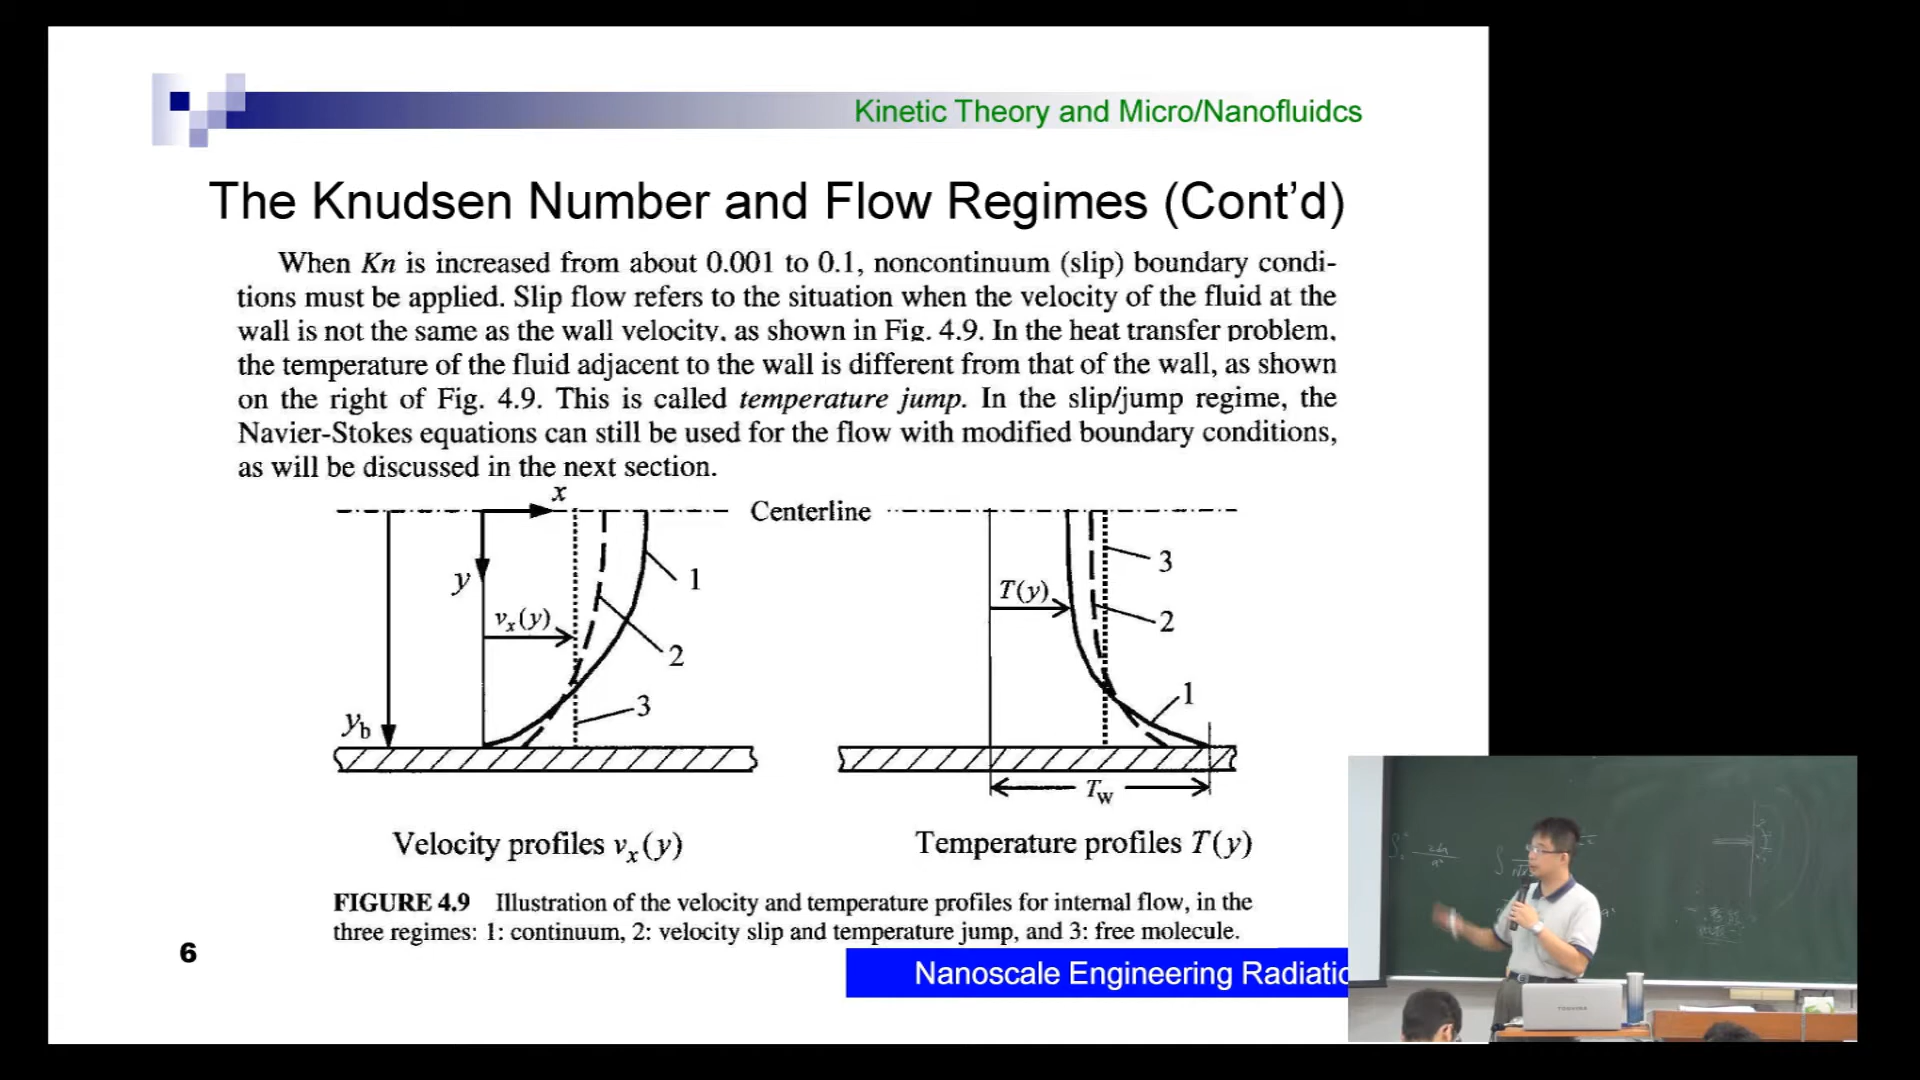 Kinetic Theory and Micro/Nanofluidcs
The Knudsen Number and Flow Regimes (Cont'd)
When Kn is increased from about 0.001 to 0.1, noncontinuum (slip) boundary condi-
tions must be applied. Slip flow refers to the situation when the velocity of the fluid at the
wall is not the same as the wall velocity, as shown in Fig. 4.9. In the heat transfer problem,
the temperature of the fluid adjacent to the wall is different from that of the wall, as shown
on the right of Fig. 4.9. This is called temperature jump. In the slip/jump regime, the
Navier-Stokes equations can still be used for the flow with modified boundary conditions,
as will be discussed in the next section.
x
Centerline
y
vx(y)
yb
1
2
3
T(y)
3
2
1
Tw
Velocity profiles vx(y)
Temperature profiles T(y)
FIGURE 4.9 Illustration of the velocity and temperature profiles for internal flow, in the
three regimes: 1: continuum, 2: velocity slip and temperature jump, and 3: free molecule.
6
Nanoscale Engineering
TOSHIBA